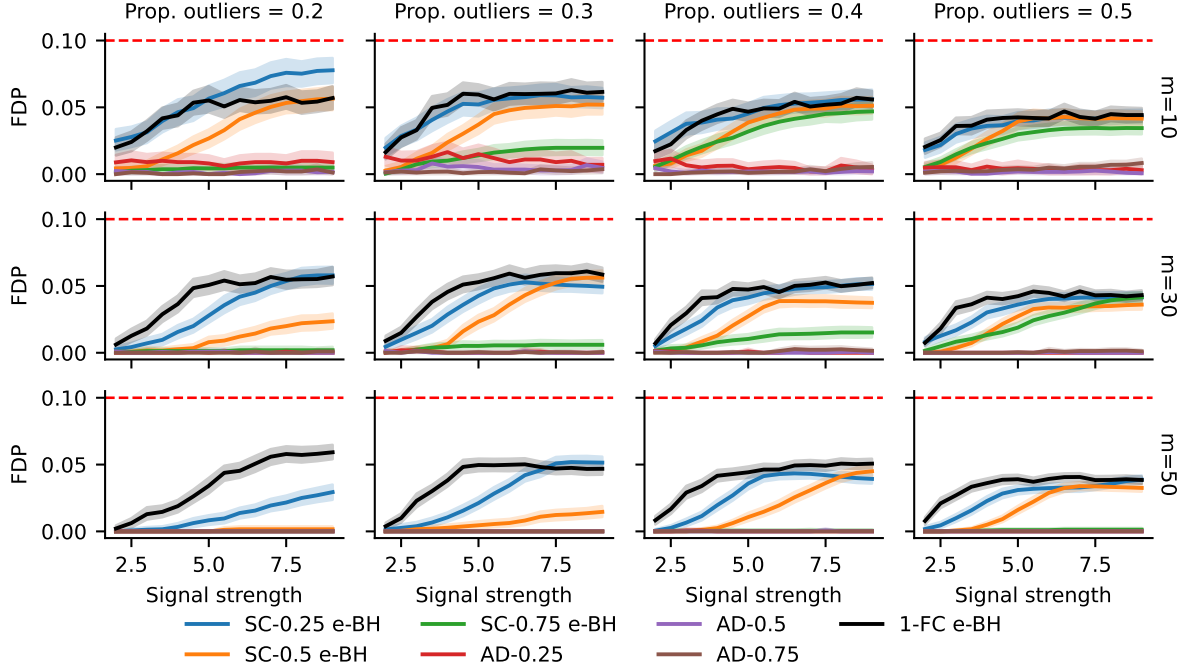 Prop. outliers = 0.2 Prop. outliers = 0.3 Prop. outliers = 0.4 Prop. outliers = 0.5
0.10
0.05
0.00
FDP
m=10
0.10
0.05
0.00
FDP
m=30
0.10
0.05
0.00
FDP
m=50
2.5 5.0 7.5 2.5 5.0 7.5 2.5 5.0 7.5 2.5 5.0 7.5
Signal strength Signal strength Signal strength Signal strength
SC-0.25 e-BH SC-0.75 e-BH AD-0.5 1-FC e-BH
SC-0.5 e-BH AD-0.25 AD-0.75